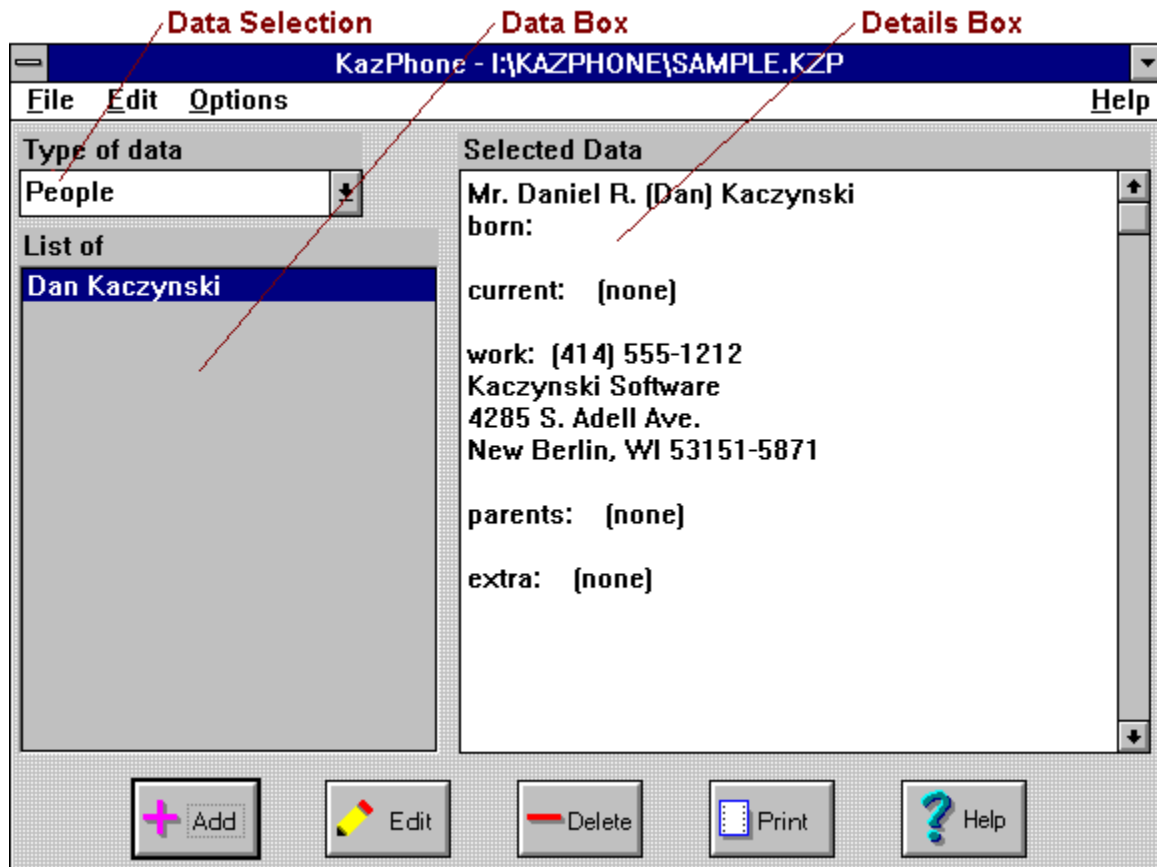 Data Selection Data Box Details Box
KazPhone - I:\KAZPHONE\SAMPLE.KZP
File Edit Options Help
Type of data
People
List of
Dan Kaczynski
Selected Data
Mr. Daniel R. (Dan) Kaczynski
born:
current: (none)
work: (414) 555-1212
Kaczynski Software
4285 S. Adell Ave.
New Berlin, WI 53151-5871
parents: (none)
extra: (none)
Add Edit Delete Print Help